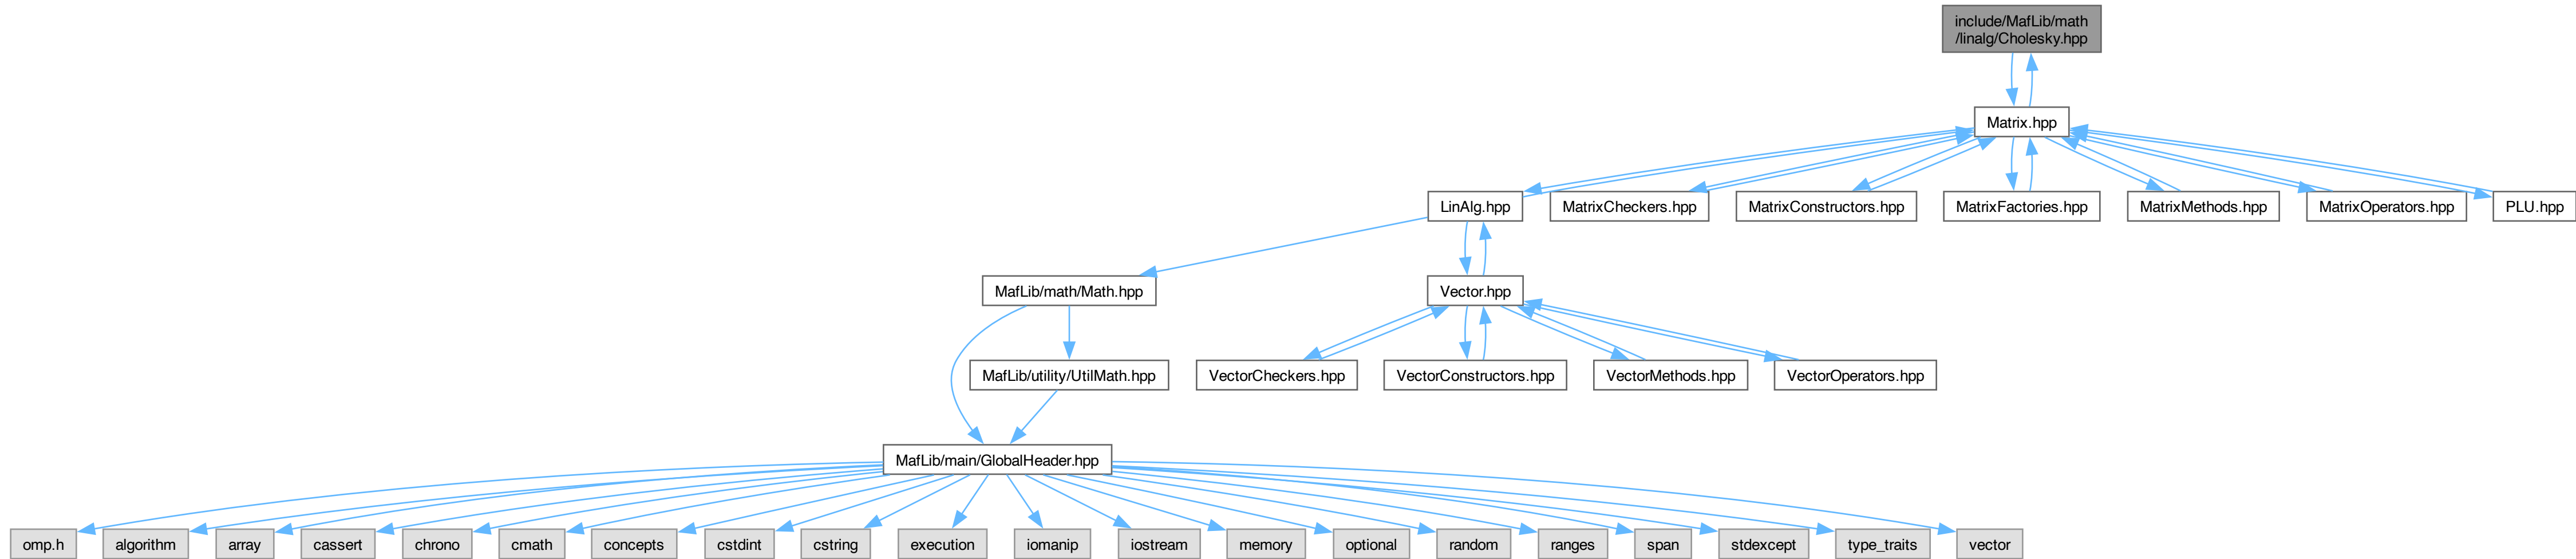 include/MafLib/math
/linalg/Cholesky.hpp
Matrix.hpp
LinAlg.hpp
MatrixCheckers.hpp
MatrixConstructors.hpp
MatrixFactories.hpp
MatrixMethods.hpp
MatrixOperators.hpp
PLU.hpp
MafLib/math/Math.hpp
Vector.hpp
MafLib/utility/UtilMath.hpp
VectorCheckers.hpp
VectorConstructors.hpp
VectorMethods.hpp
VectorOperators.hpp
MafLib/main/GlobalHeader.hpp
omp.h
algorithm
array
cassert
chrono
cmath
concepts
cstdint
cstring
execution
iomanip
iostream
memory
optional
random
ranges
span
stdexcept
type_traits
vector